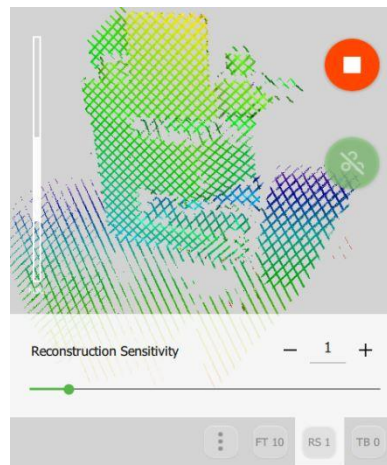 Reconstruction Sensitivity − 1 +
FT 10 RS 1 TB 0